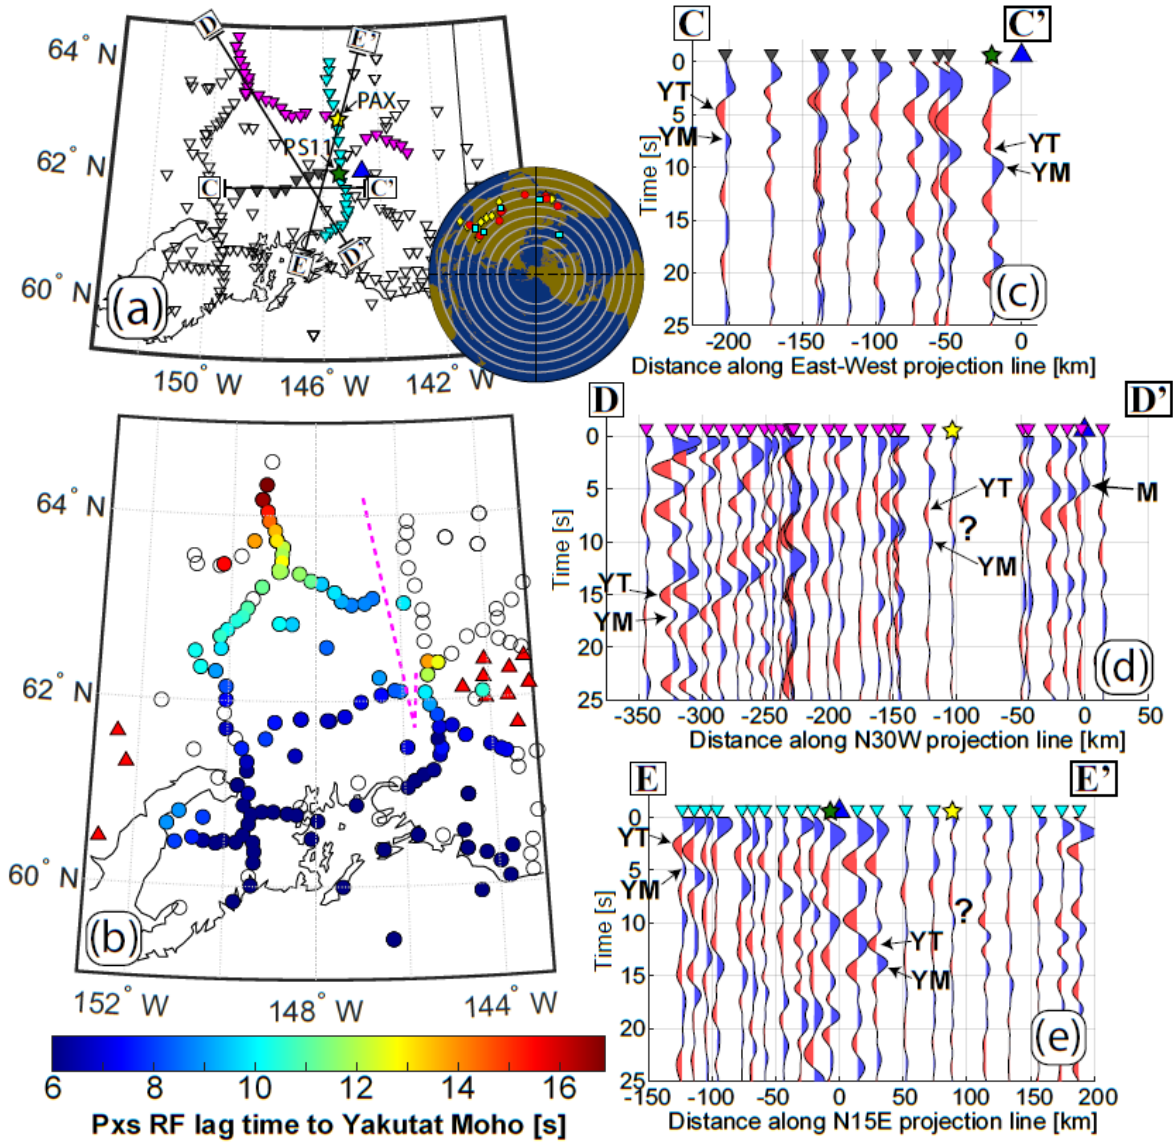 D
E'
64° N
62° N
60° N
PAX
PS11
C
C'
E
D'
(a)
150° W
146° W
142° W
C
C'
0
5
10
15
20
25
Time [s]
YT
YM
YT
YM
(c)
-200
-150
-100
-50
0
Distance along East-West projection line [km]
64° N
62° N
60° N
(b)
152° W
148° W
144° W
6
8
10
12
14
16
Pxs RF lag time to Yakutat Moho [s]
D
D'
0
5
10
15
20
25
Time [s]
YT
YM
YT
?
YM
M
(d)
-350
-300
-250
-200
-150
-100
-50
0
50
Distance along N30W projection line [km]
E
E'
0
5
10
15
20
25
Time [s]
YT
YM
?
YT
YM
(e)
-150
-100
-50
0
50
100
150
200
Distance along N15E projection line [km]